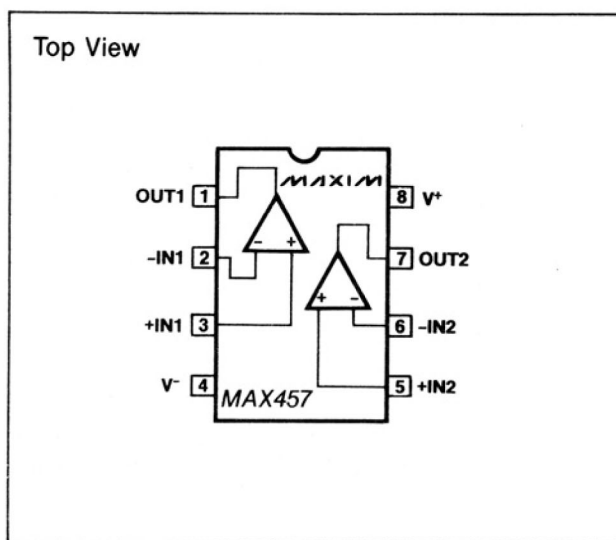 Top View
MAXIM
OUT1 1
8 V⁺
-IN1 2
- +
7 OUT2
+IN1 3
+ -
6 -IN2
V⁻ 4
5 +IN2
MAX457